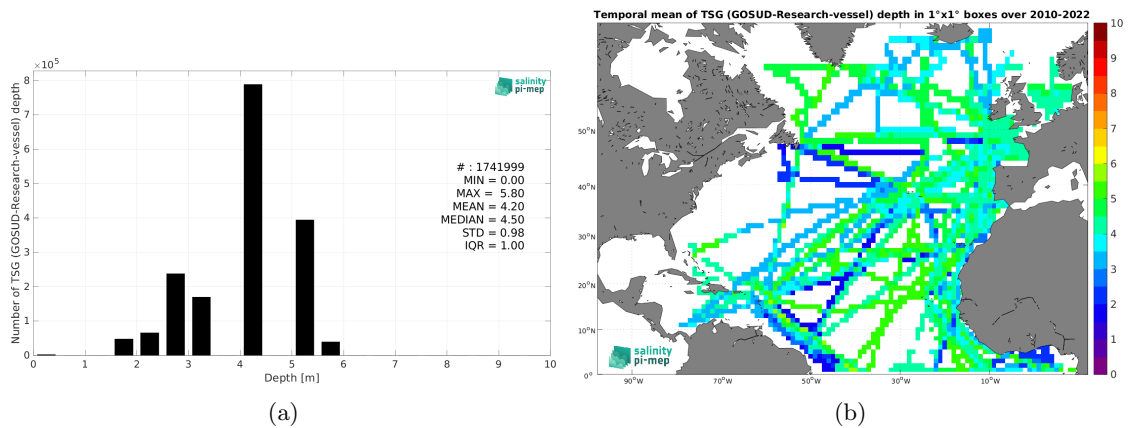 ×10⁵
salinity
pi-mep
8
7
6
5
4
3
2
1
0
Number of TSG (GOSUD-Research-vessel) depth
# : 1741999
MIN = 0.00
MAX = 5.80
MEAN = 4.20
MEDIAN = 4.50
STD = 0.98
IQR = 1.00
0 1 2 3 4 5 6 7 8 9 10
Depth [m]
(a)
Temporal mean of TSG (GOSUD-Research-vessel) depth in 1°x1° boxes over 2010-2022
50°N
40°N
30°N
20°N
10°N
0°
90°W 70°W 50°W 30°W 10°W
salinity
pi-mep
10
9
8
7
6
5
4
3
2
1
0
(b)